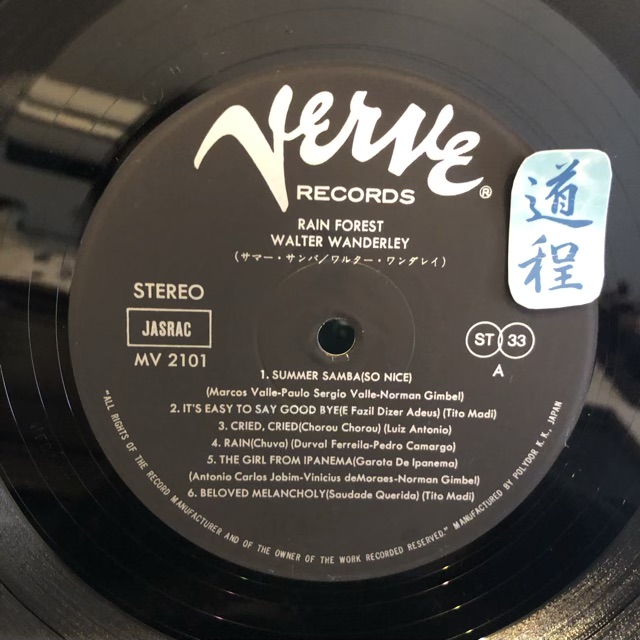 Verve
RECORDS ®
RAIN FOREST
WALTER WANDERLEY
(サマー・サンバ/ワルター・ワンダレイ)
道程
STEREO
JASRAC
MV 2101
ST 33
A
1. SUMMER SAMBA(SO NICE)
(Marcos Valle-Paulo Sergio Valle-Norman Gimbel)
2. IT'S EASY TO SAY GOOD BYE(E Fazil Dizer Adeus) (Tito Madi)
3. CRIED, CRIED(Chorou Chorou) (Luiz Antonio)
4. RAIN(Chuva) (Durval Ferreila-Pedro Camargo)
5. THE GIRL FROM IPANEMA(Garota De Ipanema)
(Antonio Carlos Jobim-Vinicius deMoraes-Norman Gimbel)
6. BELOVED MELANCHOLY(Saudade Querida) (Tito Madi)
"ALL RIGHTS OF THE RECORD MANUFACTURER AND OF THE OWNER OF THE WORK RECORDED RESERVED." MANUFACTURED BY POLYDOR K.K., JAPAN